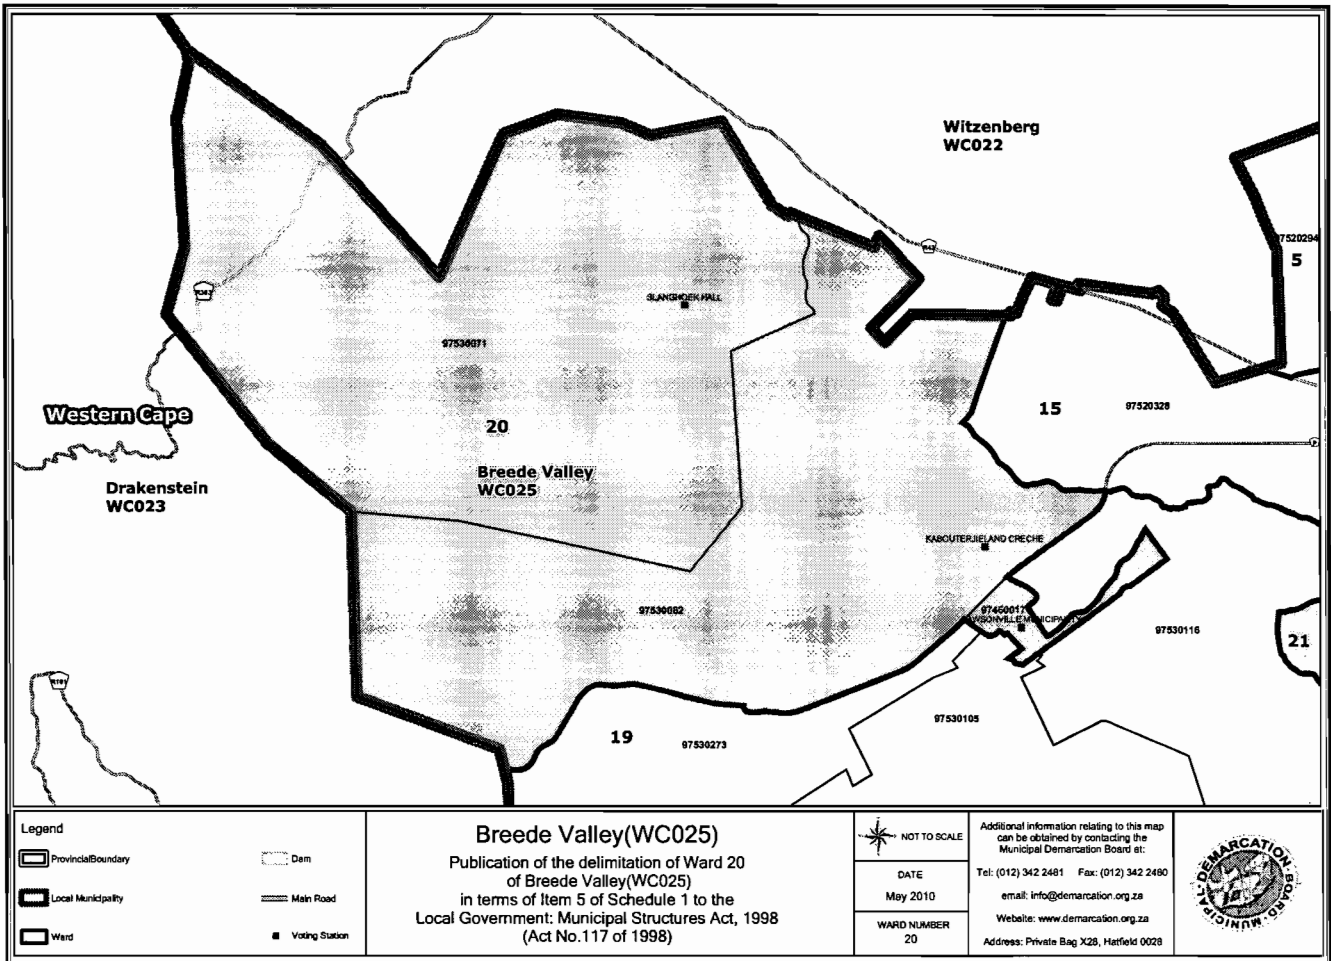 Witzenberg
WC022
97520294
5
R43
SLANGHOEK HALL
97530071
15
97520328
Western Cape
20
Breede Valley
WC025
Drakenstein
WC023
KABOUTERJIELAND CRECHE
97530082
97460017
97530116
21
R101
97530105
19
97530273
Legend
ProvincialBoundary
Dam
Local Municipality
Main Road
Ward
Voting Station
Breede Valley(WC025)
Publication of the delimitation of Ward 20
of Breede Valley(WC025)
in terms of Item 5 of Schedule 1 to the
Local Government: Municipal Structures Act, 1998
(Act No.117 of 1998)
NOT TO SCALE
DATE
May 2010
WARD NUMBER
20
Additional information relating to this map
can be obtained by contacting the
Municipal Demarcation Board at:
Tel: (012) 342 2481 Fax: (012) 342 2480
email: info@demarcation.org.za
Website: www.demarcation.org.za
Address: Private Bag X28, Hatfield 0028
MUNICIPAL DEMARCATION BOARD